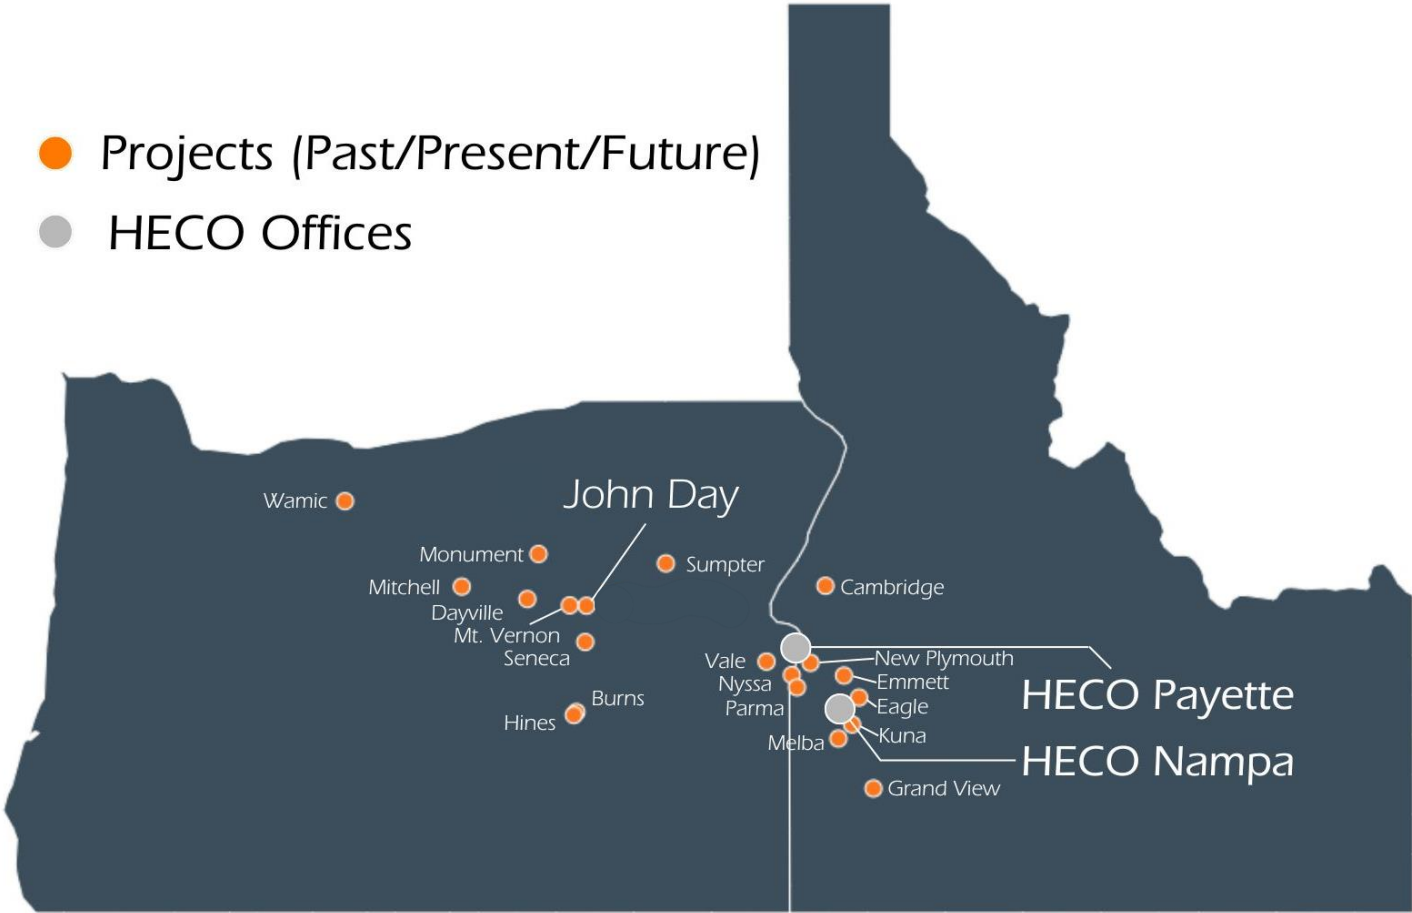 Projects (Past/Present/Future)
HECO Offices
John Day
Wamic
Monument
Sumpter
Mitchell
Cambridge
Dayville
Mt. Vernon
Seneca
Vale
New Plymouth
Nyssa
Emmett
HECO Payette
Burns
Parma
Eagle
Hines
Kuna
Melba
HECO Nampa
Grand View